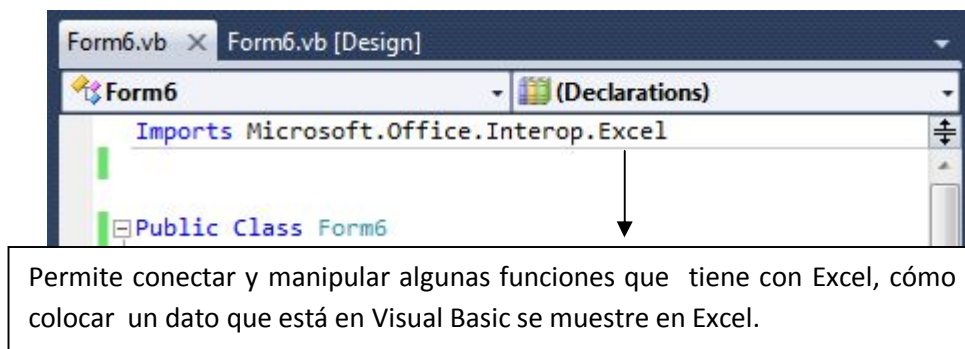 Form6.vb Form6.vb [Design]
Form6 (Declarations)
Imports Microsoft.Office.Interop.Excel
Public Class Form6
Permite conectar y manipular algunas funciones que tiene con Excel, cómo
colocar un dato que está en Visual Basic se muestre en Excel.